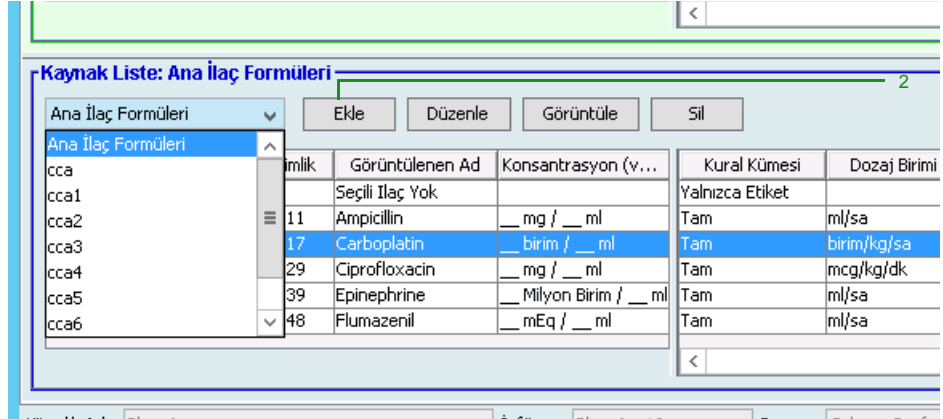 Kaynak Liste: Ana İlaç Formüleri
2
Ana İlaç Formüleri Ekle Düzenle Görüntüle Sil
Ana İlaç Formüleri
cca
cca1
cca2
cca3
cca4
cca5
cca6
imlik Görüntülenen Ad Konsantrasyon (v... Kural Kümesi Dozaj Birimi
Seçili Ilaç Yok Yalnızca Etiket
11 Ampicillin __ mg / __ ml Tam ml/sa
17 Carboplatin __ birim / __ ml Tam birim/kg/sa
29 Ciprofloxacin __ mg / __ ml Tam mcg/kg/dk
39 Epinephrine __ Milyon Birim / __ ml Tam ml/sa
48 Flumazenil __ mEq / __ ml Tam ml/sa